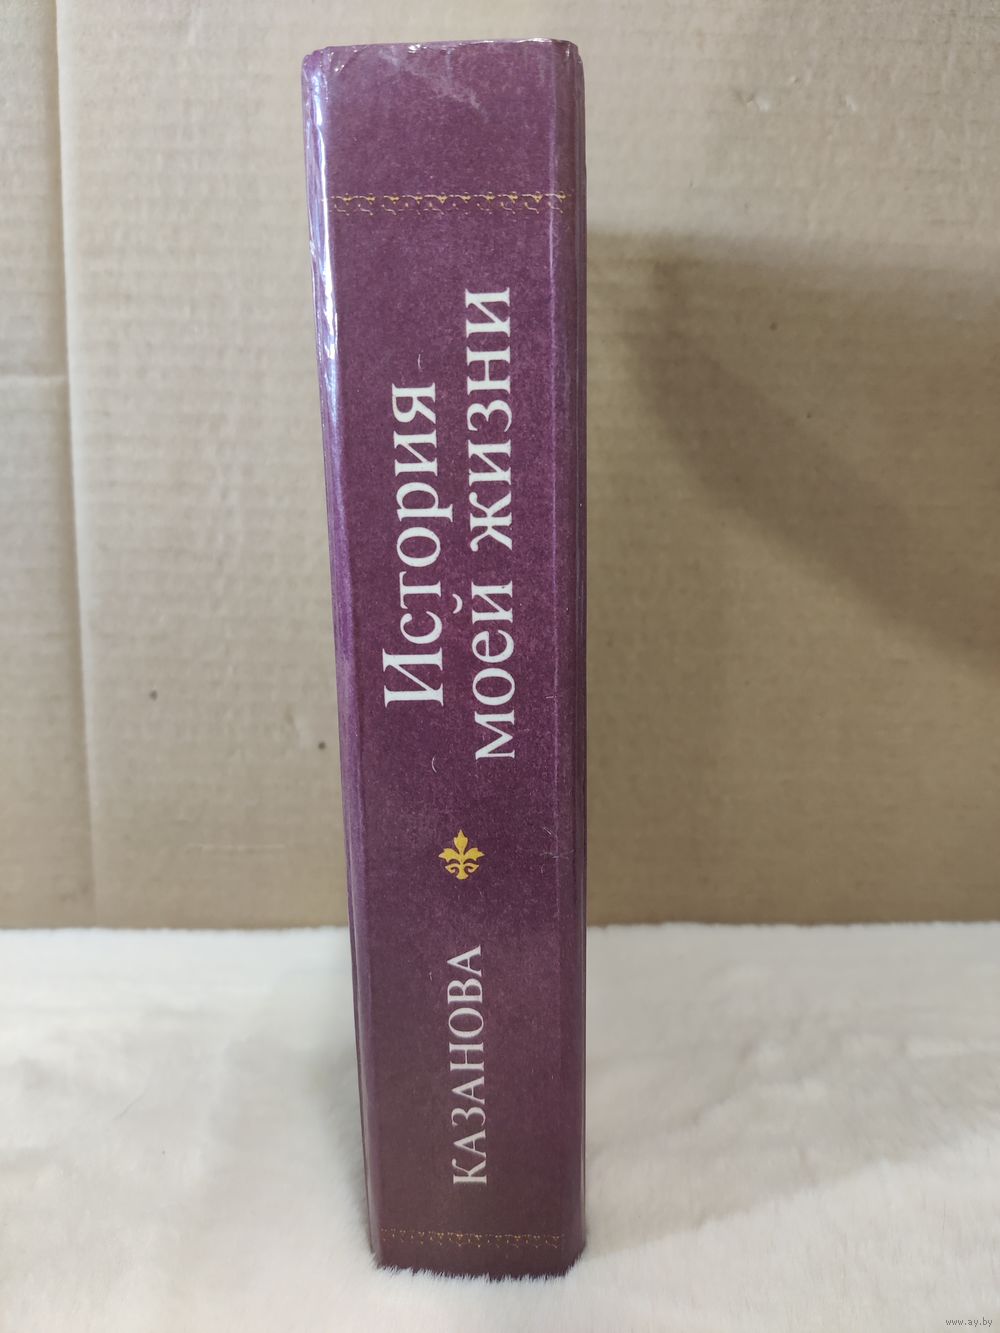 История
моей жизни
КАЗАНОВА
www.ay.by